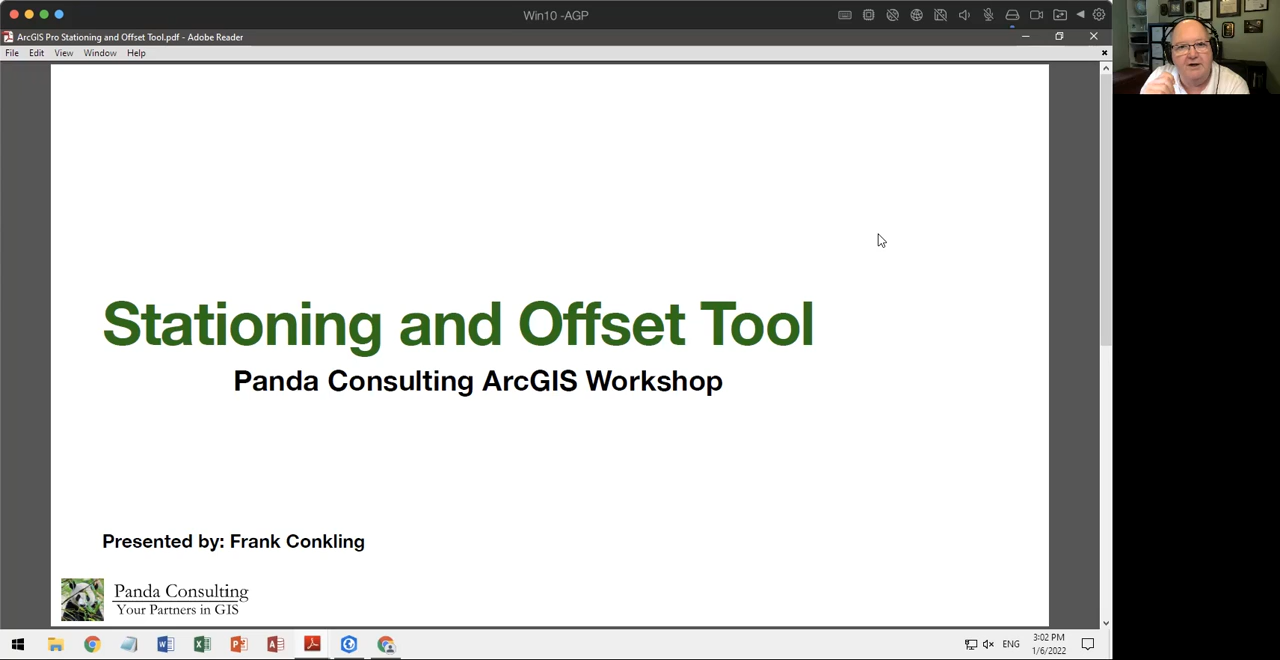 Win10 -AGP
ArcGIS Pro Stationing and Offset Tool.pdf - Adobe Reader
File Edit View Window Help
Stationing and Offset Tool
Panda Consulting ArcGIS Workshop
Presented by: Frank Conkling
Panda Consulting
Your Partners in GIS
ENG
3:02 PM
1/6/2022